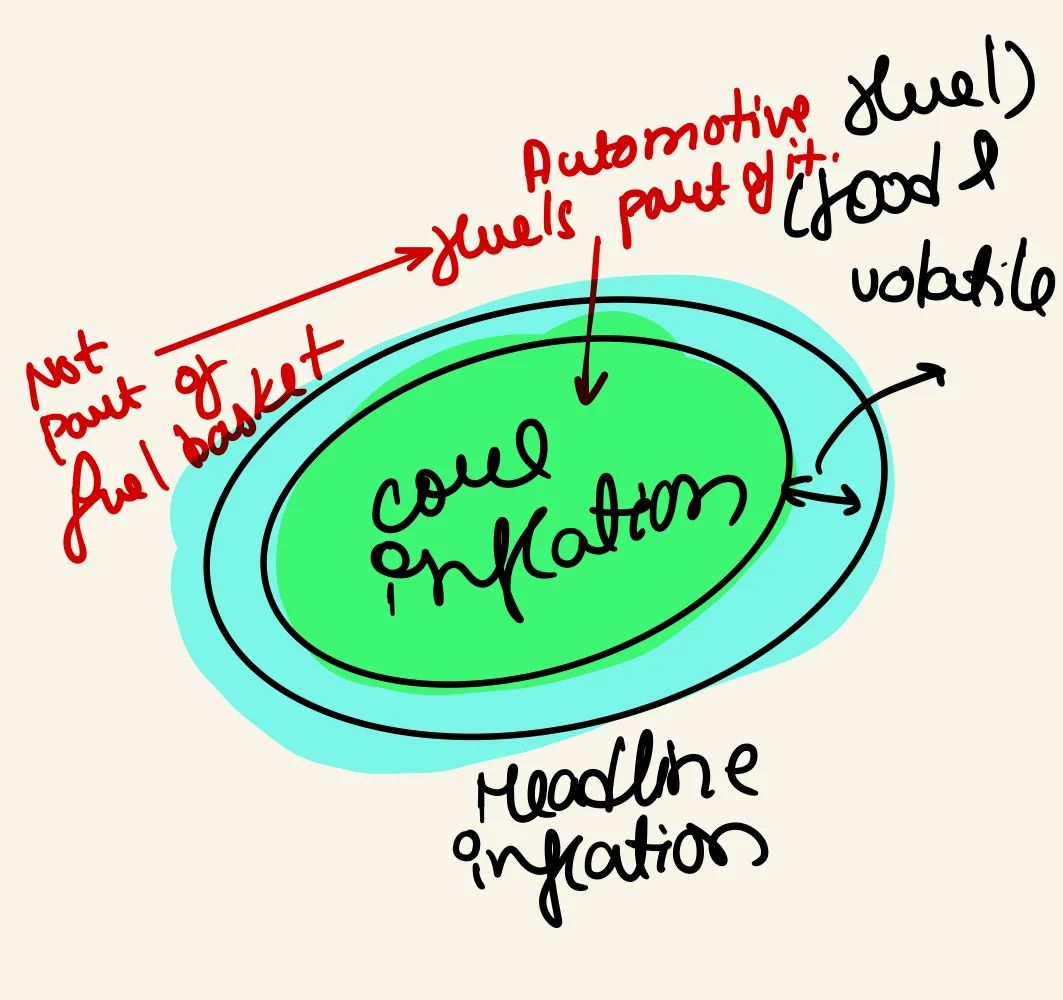 Automotive
fuels part of it.
fuel)
(food &
volatile
Not
part of
fuel basket
core
inflation
Headline
inflation